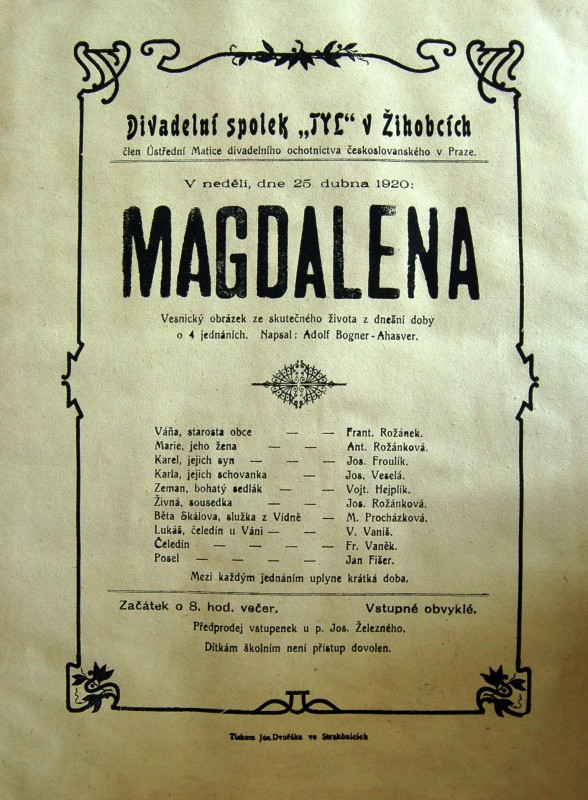 Divadelní spolek „TYL“ v Žihobcích
člen Ústřední Matice divadelního ochotnictva českoslovanského v Praze.
V neděli, dne 25. dubna 1920:
MAGDALENA
Vesnický obrázek ze skutečného života z dnešní doby
o 4 jednáních. Napsal: Adolf Bogner-Ahasver.
Váňa, starosta obce — — Frant. Rožánek.
Marie, jeho žena — — Ant. Rožánková.
Karel, jejich syn — — — Jos. Froulík.
Karla, jejich schovanka — Jos. Veselá.
Zeman, bohatý sedlák — — Vojt. Hejplík.
Živná, sousedka — — Jos. Rožánková.
Běta Skálova, služka z Vídně — M. Procházková.
Lukáš, čeledín u Váni — — V. Vaniš.
Čeledín — — — — Fr. Vaněk.
Posel — — — — Jan Fišer.
Mezi každým jednáním uplyne krátká doba.
Začátek o 8. hod. večer. Vstupné obvyklé.
Předprodej vstupenek u p. Jos. Železného.
Dítkám školním není přístup dovolen.
Tiskem Jos. Dvořáka ve Strakonicích